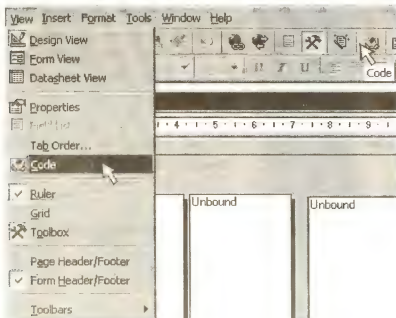 View Insert Format Tools Window Help
Design View
Form View
Datasheet View
Properties
Tab Order...
Code
Ruler
Grid
Toolbox
Page Header/Footer
Form Header/Footer
Toolbars
I U
Code
4 5 6 7 8 9
Unbound
Unbound